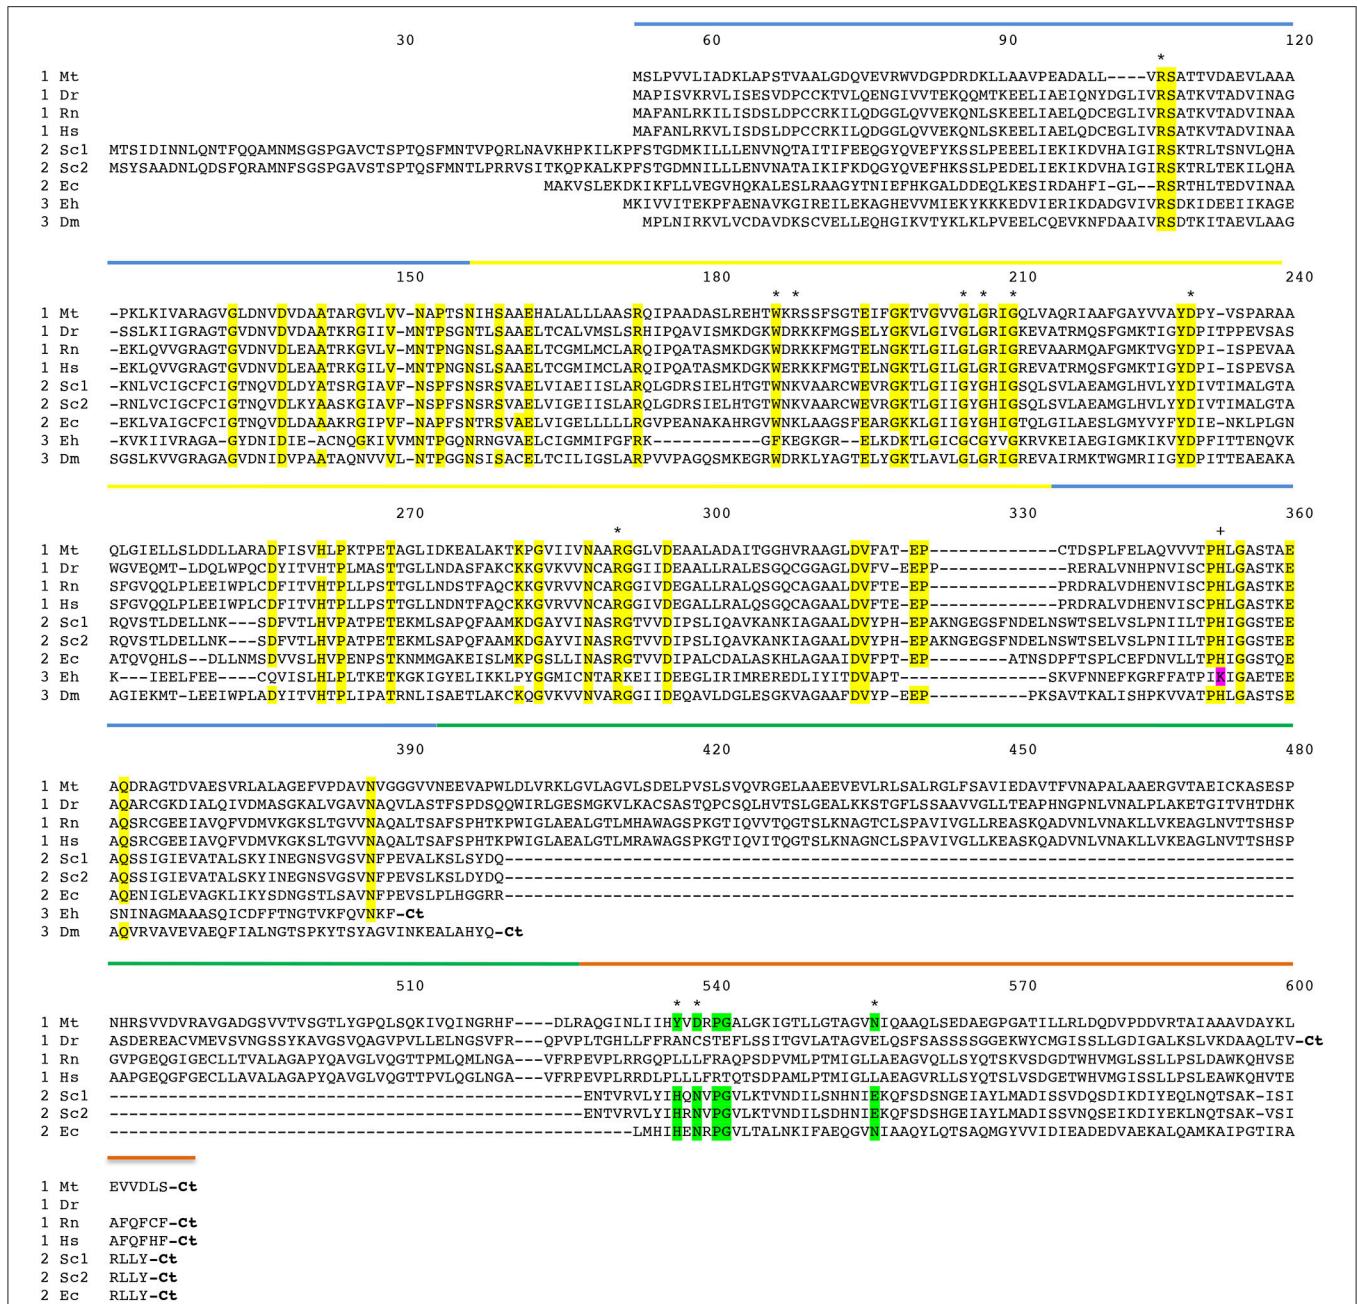 30 60 90 120
*
1 Mt MSLPVVLIADKLAPSTVAALGDQVEVRWVDGPDRDKLLAAVPEADALL----VRSATTVDAEVLAAA
1 Dr MAPISVKRVLISESVDPCCKTVLQENGIVVTEKQQMTKEELIAEIQNYDGLIVRSATKVTADVINAG
1 Rn MAFANLRKILISDSLDPCCRKILQDGGLQVVEKQNLSKEELIAELQDCEGLIVRSATKVTADVINAA
1 Hs MAFANLRKVLISDSLDPCCRKILQDGGLQVVEKQNLSKEELIAELQDCEGLIVRSATKVTADVINAA
2 Sc1 MTSIDINNLQNTFQQAMNMSGSPGAVCTSPTQSFMNTVPQRLNAVKHPKILKPFSTGDMKILLLENVNQTAITIFEEQGYQVEFYKSSLPEEELIEKIKDVHAIGIRSKTRLTSNVLQHA
2 Sc2 MSYSAADNLQDSFQRAMNFSGSPGAVSTSPTQSFMNTLPRRVSITKQPKALKPFSTGDMNILLLENVNATAIKIFKDQGYQVEFHKSSLPEDELIEKIKDVHAIGIRSKTRLTEKILQHA
2 Ec MAKVSLEKDKIKFLLVEGVHQKALESLRAAGYTNIEFHKGALDDEQLKESIRDAHFI-GL--RSRTHLTEDVINAA
3 Eh MKIVVITEKPFAENAVKGIREILEKAGHEVVMIEKYKKKEDVIERIKDADGVIVRSDKIDEEIIKAGE
3 Dm MPLNIRKVLVCDAVDKSCVELLEQHGIKVTYKLKLPVEELCQEVKNFDAAIVRSDTKITAEVLAAG
150 180 210 240
* * * * * *
1 Mt -PKLKIVARAGVGLDNVDVDAATARGVLVV-NAPTSNIHSAAEHALALLLAASRQIPAADASLREHTWKRSSFSGTEIFGKTVGVVGLGRIGQLVAQRIAAFGAYVVAYDPY-VSPARAA
1 Dr -SSLKIIGRAGTGVDNVDVDAATKRGIIV-MNTPSGNTLSAAELTCALVMSLSRHIPQAVISMKDGKWDRKKFMGSELYGKVLGIVGLGRIGKEVATRMQSFGMKTIGYDPITPPEVSAS
1 Rn -EKLQVVGRAGTGVDNVDLEAATRKGVLV-MNTPNGNSLSAAELTCGMLMCLARQIPQATASMKDGKWDRKKFMGTELNGKTLGILGLGRIGREVAARMQAFGMKTVGYDPI-ISPEVAA
1 Hs -EKLQVVGRAGTGVDNVDLEAATRKGILV-MNTPNGNSLSAAELTCGMIMCLARQIPQATASMKDGKWERKKFMGTELNGKTLGILGLGRIGREVATRMQSFGMKTIGYDPI-ISPEVSA
2 Sc1 -KNLVCIGCFCIGTNQVDLDYATSRGIAVF-NSPFSNSRSVAELVIAEIISLARQLGDRSIELHTGTWNKVAARCWEVRGKTLGIIGYGHIGSQLSVLAEAMGLHVLYYDIVTIMALGTA
2 Sc2 -RNLVCIGCFCIGTNQVDLKYAASKGIAVF-NSPFSNSRSVAELVIGEIISLARQLGDRSIELHTGTWNKVAARCWEVRGKTLGIIGYGHIGSQLSVLAEAMGLHVLYYDIVTIMALGTA
2 Ec -EKLVAIGCFCIGTNQVDLDAAAKRGIPVF-NAPFSNTRSVAELVIGELLLLLRGVPEANAKAHRGVWNKLAAGSFEARGKKLGIIGYGHIGTQLGILAESLGMYVYFYDIE-NKLPLGN
3 Eh -KVKIIVRAGA-GYDNIDIE-ACNQGKIVVMNTPGQNRNGVAELCIGMMIFGFRK----------GFKEGKGR--ELKDKTLGICGCGYVGKRVKEIAEGIGMKIKVYDPFITTENQVK
3 Dm SGSLKVVGRAGAGVDNIDVPAATAQNVVVL-NTPGGNSISACELTCILIGSLARPVVPAGQSMKEGRWDRKLYAGTELYGKTLAVLGLGRIGREVAIRMKTWGMRIIGYDPITTEAEAKA
270 300 330 360
* +
1 Mt QLGIELLSLDDLLARADFISVHLPKTPETAGLIDKEALAKTKPGVIIVNAARGGLVDEAALADAITGGHVRAAGLDVFAT-EP-------------CTDSPLFELAQVVVTPHLGASTAE
1 Dr WGVEQMT-LDQLWPQCDYITVHTPLMASTTGLLNDASFAKCKKGVKVVNCARGGIIDEAALLRALESGQCGGAGLDVFV-EEPP------------RERALVNHPNVISCPHLGASTKE
1 Rn SFGVQQLPLEEIWPLCDFITVHTPLLPSTTGLLNDSTFAQCKKGVRVVNCARGGIVDEGALLRALQSGQCAGAALDVFTE-EP-------------PRDRALVDHENVISCPHLGASTKE
1 Hs SFGVQQLPLEEIWPLCDFITVHTPLLPSTTGLLNDNTFAQCKKGVRVVNCARGGIVDEGALLRALQSGQCAGAALDVFTE-EP-------------PRDRALVDHENVISCPHLGASTKE
2 Sc1 RQVSTLDELLNK---SDFVTLHVPATPETEKMLSAPQFAAMKDGAYVINASRGTVVDIPSLIQAVKANKIAGAALDVYPH-EPAKNGEGSFNDELNSWTSELVSLPNIILTPHIGGSTEE
2 Sc2 RQVSTLDELLNK---SDFVTLHVPATPETEKMLSAPQFAAMKDGAYVINASRGTVVDIPSLIQAVKANKIAGAALDVYPH-EPAKNGEGSFNDELNSWTSELVSLPNIILTPHIGGSTEE
2 Ec ATQVQHLS--DLLNMSDVVSLHVPENPSTKNMMGAKEISLMKPGSLLINASRGTVVDIPALCDALASKHLAGAAIDVFPT-EP--------ATNSDPFTSPLCEFDNVLLTPHIGGSTQE
3 Eh K---IEELFEE----CQVISLHLPLTKETKGKIGYELIKKLPYGGMICNTARKEIIDEEGLIRIMREREDLIYITDVAPT-----------SKVFNNEFKGRFFATPIKIGAETEE
3 Dm AGIEKMT-LEEIWPLADYITVHTPLIPATRNLISAETLAKCKQGVKVVNVARGGIIDEQAVLDGLESGKVAGAAFDVYP-EEP-----------PKSAVTKALISHPKVVATPHLGASTSE
390 420 450 480
1 Mt AQDRAGTDVAESVRLALAGEFVPDAVNVGGGVVNEEVAPWLDLVRKLGVLAGVLSDELPVSLSVQVRGELAAEEVEVLRLSALRGLFSAVIEDAVTFVNAPALAAERGVTAEICKASESP
1 Dr AQARCGKDIALQIVDMASGKALVGAVNAQVLASTFSPDSQQWIRLGESMGKVLKACSASTQPCSQLHVTSLGEALKKSTGFLSSAAVVGLLTEAPHNGPNLVNALPLAKETGITVHTDHK
1 Rn AQSRCGEEIAVQFVDMVKGKSLTGVVNAQALTSAFSPHTKPWIGLAEALGTLMHAWAGSPKGTIQVVTQGTSLKNAGTCLSPAVIVGLLREASKQADVNLVNAKLLVKEAGLNVTTSHSP
1 Hs AQSRCGEEIAVQFVDMVKGKSLTGVVNAQALTSAFSPHTKPWIGLAEALGTLMRAWAGSPKGTIQVITQGTSLKNAGNCLSPAVIVGLLKEASKQADVNLVNAKLLVKEAGLNVTTSHSP
2 Sc1 AQSSIGIEVATALSKYINEGNSVGSVNFPEVALKSLSYDQ--------------------------------------------------------------------------------
2 Sc2 AQSSIGIEVATALSKYINEGNSVGSVNFPEVSLKSLDYDQ--------------------------------------------------------------------------------
2 Ec AQENIGLEVAGKLIKYSDNGSTLSAVNFPEVSLPLHGGRR--------------------------------------------------------------------------------
3 Eh SNINAGMAAASQICDFFTNGTVKFQVNKF-Ct
3 Dm AQVRVAVEVAEQFIALNGTSPKYTSYAGVINKEALAHYQ-Ct
510 540 570 600
* * *
1 Mt NHRSVVDVRAVGADGSVVTVSGTLYGPQLSQKIVQINGRHF----DLRAQGINLIIHYVDRPGALGKIGTLLGTAGVNIQAAQLSEDAEGPGATILLRLDQDVPDDVRTAIAAAVDAYKL
1 Dr ASDEREACVMEVSVNGSSYKAVGSVQAGVPVLLELNGSVFR---QPVPLTGHLLFFRANCSTEFLSSITGVLATAGVELQSFSASSSSGGEKWYCMGISSLLGDIGALKSLVKDAAQLTV-Ct
1 Rn GVPGEQGIGECLLTVALAGAPYQAVGLVQGTTPMLQMLNGA---VFRPEVPLRRGQPLLLFRAQPSDPVMLPTMIGLLAEAGVQLLSYQTSKVSDGDTWHVMGLSSLLPSLDAWKQHVSE
1 Hs AAPGEQGFGECLLAVALAGAPYQAVGLVQGTTPVLQGLNGA---VFRPEVPLRRDLPLLLFRTQTSDPAMLPTMIGLLAEAGVRLLSYQTSLVSDGETWHVMGISSLLPSLEAWKQHVTE
2 Sc1 ------------------------------------------------ENTVRVLYIHQNVPGVLKTVNDILSNHNIEKQFSDSNGEIAYLMADISSVDQSDIKDIYEQLNQTSAK-ISI
2 Sc2 ------------------------------------------------ENTVRVLYIHRNVPGVLKTVNDILSDHNIEKQFSDSHGEIAYLMADISSVNQSEIKDIYEKLNQTSAK-VSI
2 Ec -----------------------------------------------------LMHIHENRPGVLTALNKIFAEQGVNIAAQYLQTSAQMGYVVIDIEADEDVAEKALQAMKAIPGTIRA
1 Mt EVVDLS-Ct
1 Dr
1 Rn AFQFCF-Ct
1 Hs AFQFHF-Ct
2 Sc1 RLLY-Ct
2 Sc2 RLLY-Ct
2 Ec RLLY-Ct